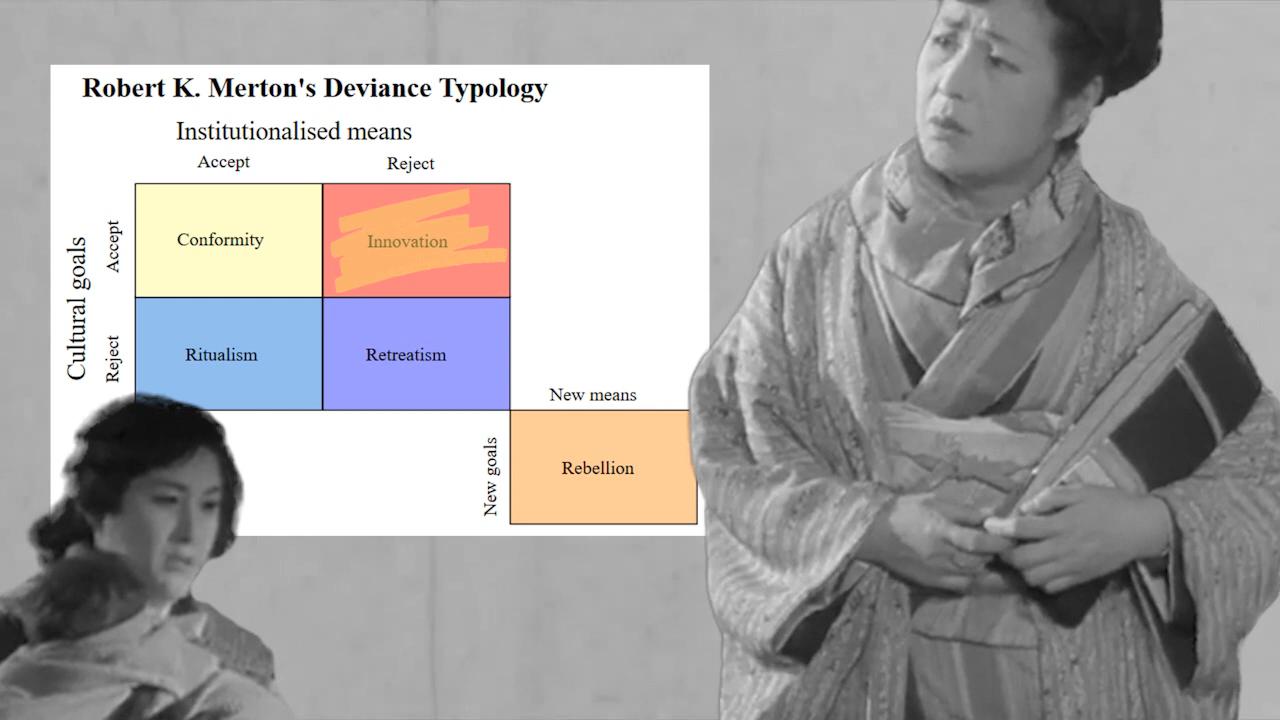 Robert K. Merton's Deviance Typology
Institutionalised means
Accept
Reject
Cultural goals
Accept
Conformity
Innovation
Reject
Ritualism
Retreatism
New means
New goals
Rebellion